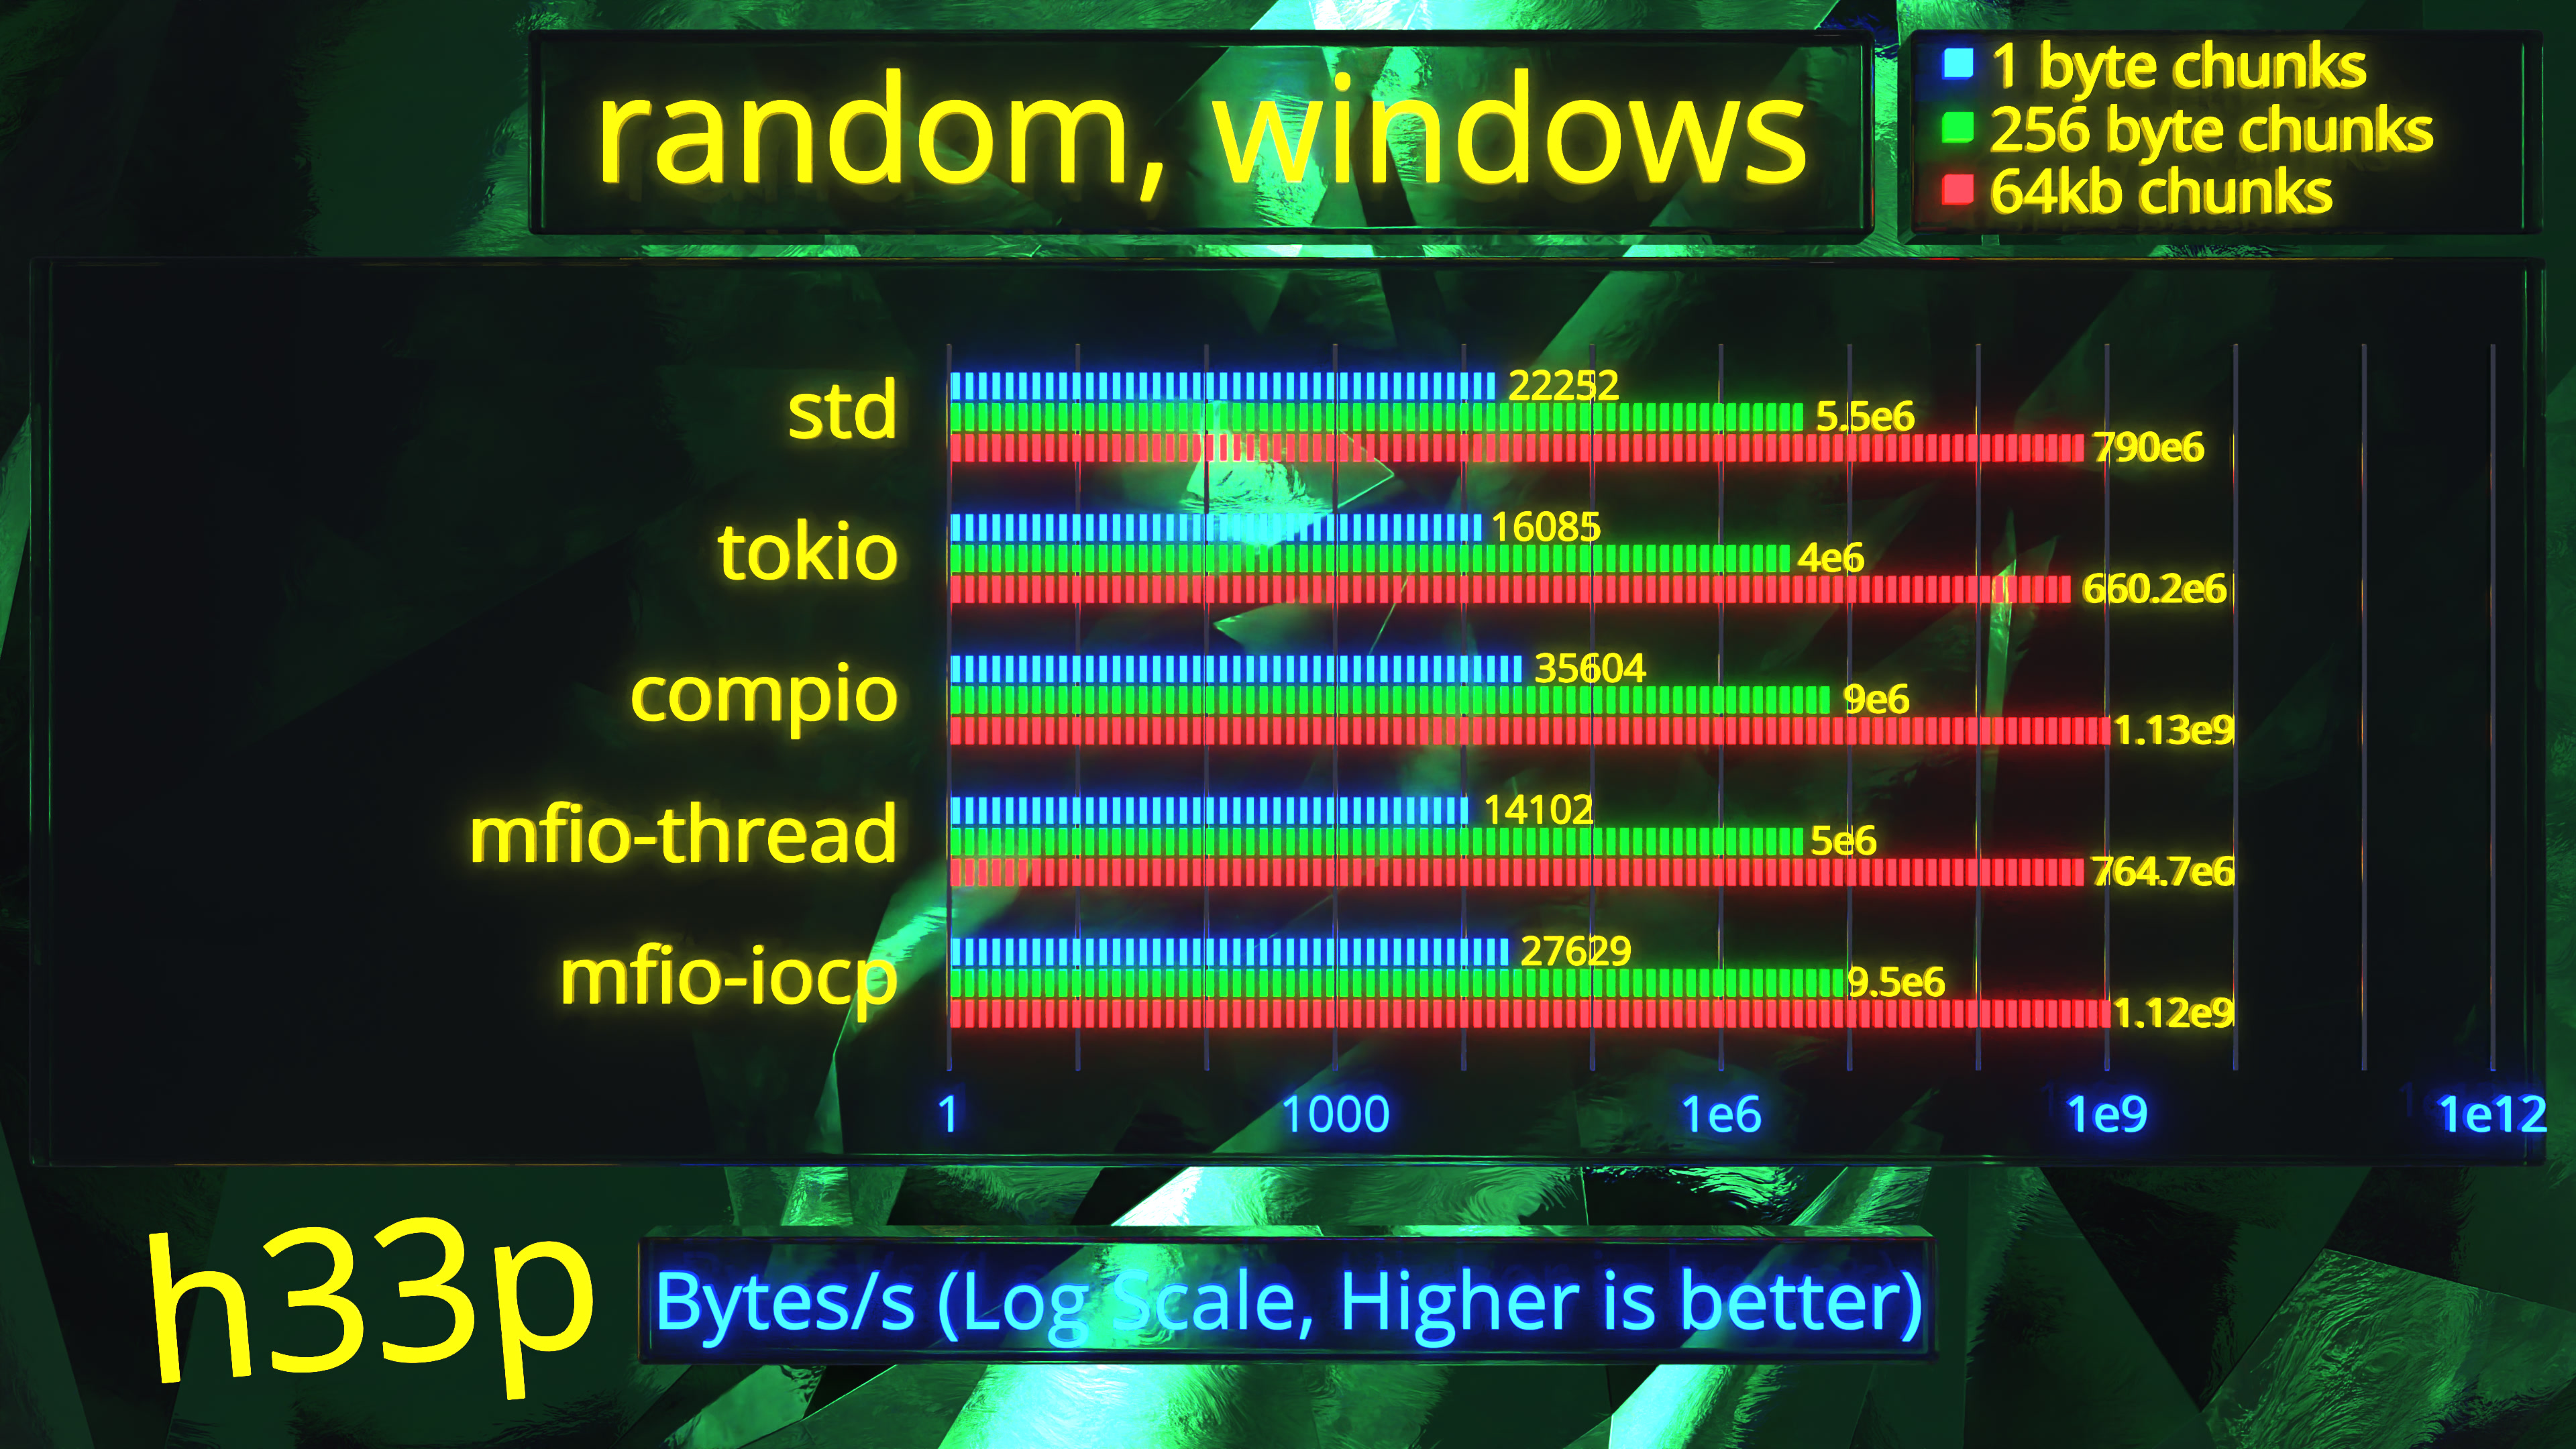 random, windows
1 byte chunks
256 byte chunks
64kb chunks
std
22252
5.5e6
790e6
tokio
16085
4e6
660.2e6
compio
35604
9e6
1.13e9
mfio-thread
14102
5e6
764.7e6
mfio-iocp
27629
9.5e6
1.12e9
1 1000 1e6 1e9 1e12
h33p
Bytes/s (Log Scale, Higher is better)